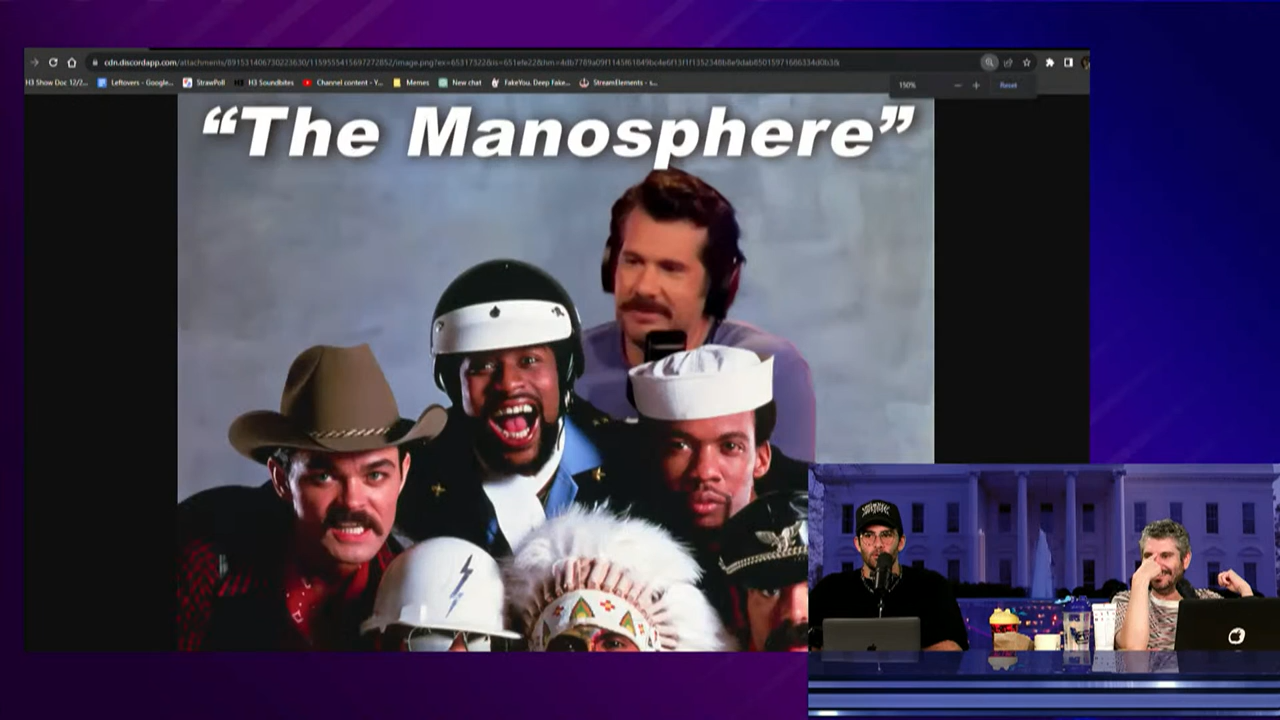 cdn.discordapp.com/attachments/
H3 Show Doc 12/2...
Leftovers - Google...
StrawPoll
H3 Soundbites
Channel content - Y...
Memes
New chat
FakeYou. Deep Fake...
StreamElements - s...
150%
Reset
“The Manosphere”